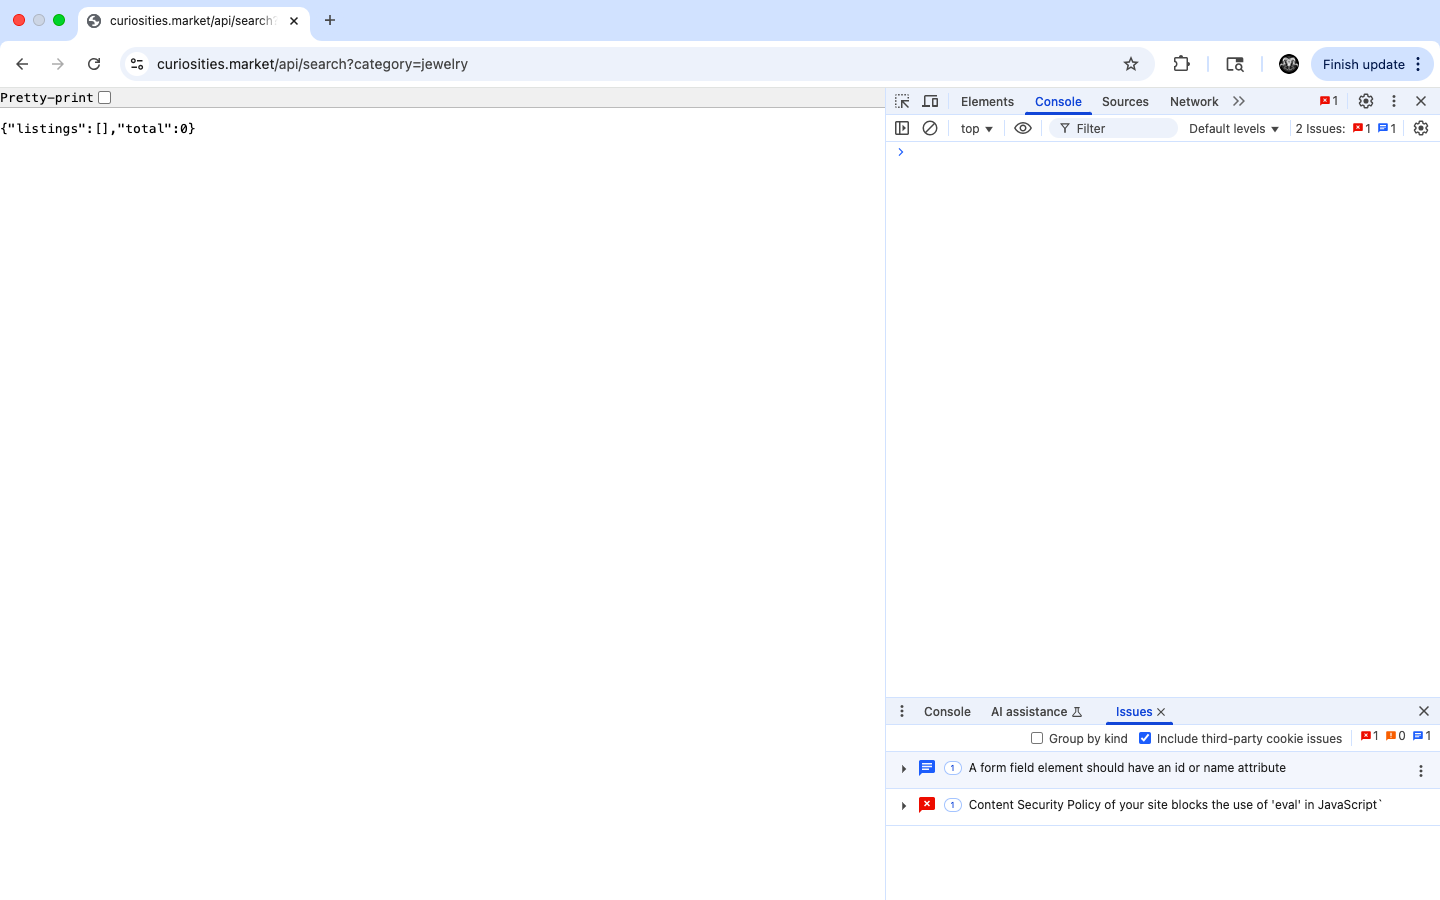 curiosities.market/api/search?
curiosities.market/api/search?category=jewelry
Finish update
Pretty-print
{"listings":[],"total":0}
Elements Console Sources Network 1
top Filter Default levels 2 Issues: 1 1
Console AI assistance Issues
Group by kind Include third-party cookie issues 1 0 1
1 A form field element should have an id or name attribute
1 Content Security Policy of your site blocks the use of 'eval' in JavaScript`